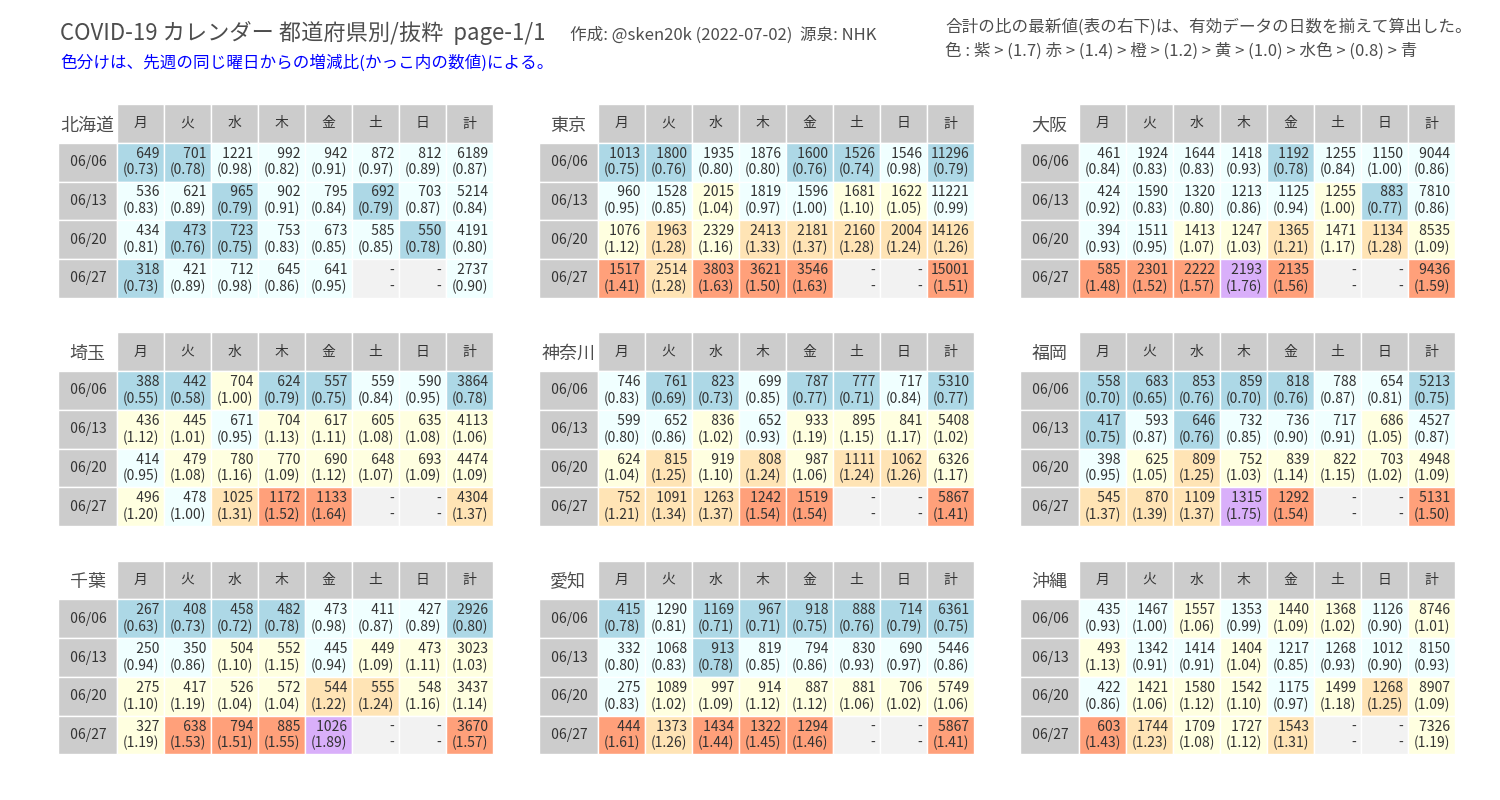 COVID-19 カレンダー 都道府県別/抜粋 page-1/1 作成: @sken20k (2022-07-02) 源泉: NHK
合計の比の最新値(表の右下)は、有効データの日数を揃えて算出した。
色分けは、先週の同じ曜日からの増減比(かっこ内の数値)による。
色 : 紫 > (1.7) 赤 > (1.4) > 橙 > (1.2) > 黄 > (1.0) > 水色 > (0.8) > 青
北海道 月 火 水 木 金 土 日 計
06/06 649 701 1221 992 942 872 812 6189
(0.73) (0.78) (0.98) (0.82) (0.91) (0.97) (0.89) (0.87)
06/13 536 621 965 902 795 692 703 5214
(0.83) (0.89) (0.79) (0.91) (0.84) (0.79) (0.87) (0.84)
06/20 434 473 723 753 673 585 550 4191
(0.81) (0.76) (0.75) (0.83) (0.85) (0.85) (0.78) (0.80)
06/27 318 421 712 645 641 - - 2737
(0.73) (0.89) (0.98) (0.86) (0.95) - - (0.90)
東京 月 火 水 木 金 土 日 計
06/06 1013 1800 1935 1876 1600 1526 1546 11296
(0.75) (0.76) (0.80) (0.80) (0.76) (0.74) (0.98) (0.79)
06/13 960 1528 2015 1819 1596 1681 1622 11221
(0.95) (0.85) (1.04) (0.97) (1.00) (1.10) (1.05) (0.99)
06/20 1076 1963 2329 2413 2181 2160 2004 14126
(1.12) (1.28) (1.16) (1.33) (1.37) (1.28) (1.24) (1.26)
06/27 1517 2514 3803 3621 3546 - - 15001
(1.41) (1.28) (1.63) (1.50) (1.63) - - (1.51)
大阪 月 火 水 木 金 土 日 計
06/06 461 1924 1644 1418 1192 1255 1150 9044
(0.84) (0.83) (0.83) (0.93) (0.78) (0.84) (1.00) (0.86)
06/13 424 1590 1320 1213 1125 1255 883 7810
(0.92) (0.83) (0.80) (0.86) (0.94) (1.00) (0.77) (0.86)
06/20 394 1511 1413 1247 1365 1471 1134 8535
(0.93) (0.95) (1.07) (1.03) (1.21) (1.17) (1.28) (1.09)
06/27 585 2301 2222 2193 2135 - - 9436
(1.48) (1.52) (1.57) (1.76) (1.56) - - (1.59)
埼玉 月 火 水 木 金 土 日 計
06/06 388 442 704 624 557 559 590 3864
(0.55) (0.58) (1.00) (0.79) (0.75) (0.84) (0.95) (0.78)
06/13 436 445 671 704 617 605 635 4113
(1.12) (1.01) (0.95) (1.13) (1.11) (1.08) (1.08) (1.06)
06/20 414 479 780 770 690 648 693 4474
(0.95) (1.08) (1.16) (1.09) (1.12) (1.07) (1.09) (1.09)
06/27 496 478 1025 1172 1133 - - 4304
(1.20) (1.00) (1.31) (1.52) (1.64) - - (1.37)
神奈川 月 火 水 木 金 土 日 計
06/06 746 761 823 699 787 777 717 5310
(0.83) (0.69) (0.73) (0.85) (0.77) (0.71) (0.84) (0.77)
06/13 599 652 836 652 933 895 841 5408
(0.80) (0.86) (1.02) (0.93) (1.19) (1.15) (1.17) (1.02)
06/20 624 815 919 808 987 1111 1062 6326
(1.04) (1.25) (1.10) (1.24) (1.06) (1.24) (1.26) (1.17)
06/27 752 1091 1263 1242 1519 - - 5867
(1.21) (1.34) (1.37) (1.54) (1.54) - - (1.41)
福岡 月 火 水 木 金 土 日 計
06/06 558 683 853 859 818 788 654 5213
(0.70) (0.65) (0.76) (0.70) (0.76) (0.87) (0.81) (0.75)
06/13 417 593 646 732 736 717 686 4527
(0.75) (0.87) (0.76) (0.85) (0.90) (0.91) (1.05) (0.87)
06/20 398 625 809 752 839 822 703 4948
(0.95) (1.05) (1.25) (1.03) (1.14) (1.15) (1.02) (1.09)
06/27 545 870 1109 1315 1292 - - 5131
(1.37) (1.39) (1.37) (1.75) (1.54) - - (1.50)
千葉 月 火 水 木 金 土 日 計
06/06 267 408 458 482 473 411 427 2926
(0.63) (0.73) (0.72) (0.78) (0.98) (0.87) (0.89) (0.80)
06/13 250 350 504 552 445 449 473 3023
(0.94) (0.86) (1.10) (1.15) (0.94) (1.09) (1.11) (1.03)
06/20 275 417 526 572 544 555 548 3437
(1.10) (1.19) (1.04) (1.04) (1.22) (1.24) (1.16) (1.14)
06/27 327 638 794 885 1026 - - 3670
(1.19) (1.53) (1.51) (1.55) (1.89) - - (1.57)
愛知 月 火 水 木 金 土 日 計
06/06 415 1290 1169 967 918 888 714 6361
(0.78) (0.81) (0.71) (0.71) (0.75) (0.76) (0.79) (0.75)
06/13 332 1068 913 819 794 830 690 5446
(0.80) (0.83) (0.78) (0.85) (0.86) (0.93) (0.97) (0.86)
06/20 275 1089 997 914 887 881 706 5749
(0.83) (1.02) (1.09) (1.12) (1.12) (1.06) (1.02) (1.06)
06/27 444 1373 1434 1322 1294 - - 5867
(1.61) (1.26) (1.44) (1.45) (1.46) - - (1.41)
沖縄 月 火 水 木 金 土 日 計
06/06 435 1467 1557 1353 1440 1368 1126 8746
(0.93) (1.00) (1.06) (0.99) (1.09) (1.02) (0.90) (1.01)
06/13 493 1342 1414 1404 1217 1268 1012 8150
(1.13) (0.91) (0.91) (1.04) (0.85) (0.93) (0.90) (0.93)
06/20 422 1421 1580 1542 1175 1499 1268 8907
(0.86) (1.06) (1.12) (1.10) (0.97) (1.18) (1.25) (1.09)
06/27 603 1744 1709 1727 1543 - - 7326
(1.43) (1.23) (1.08) (1.12) (1.31) - - (1.19)